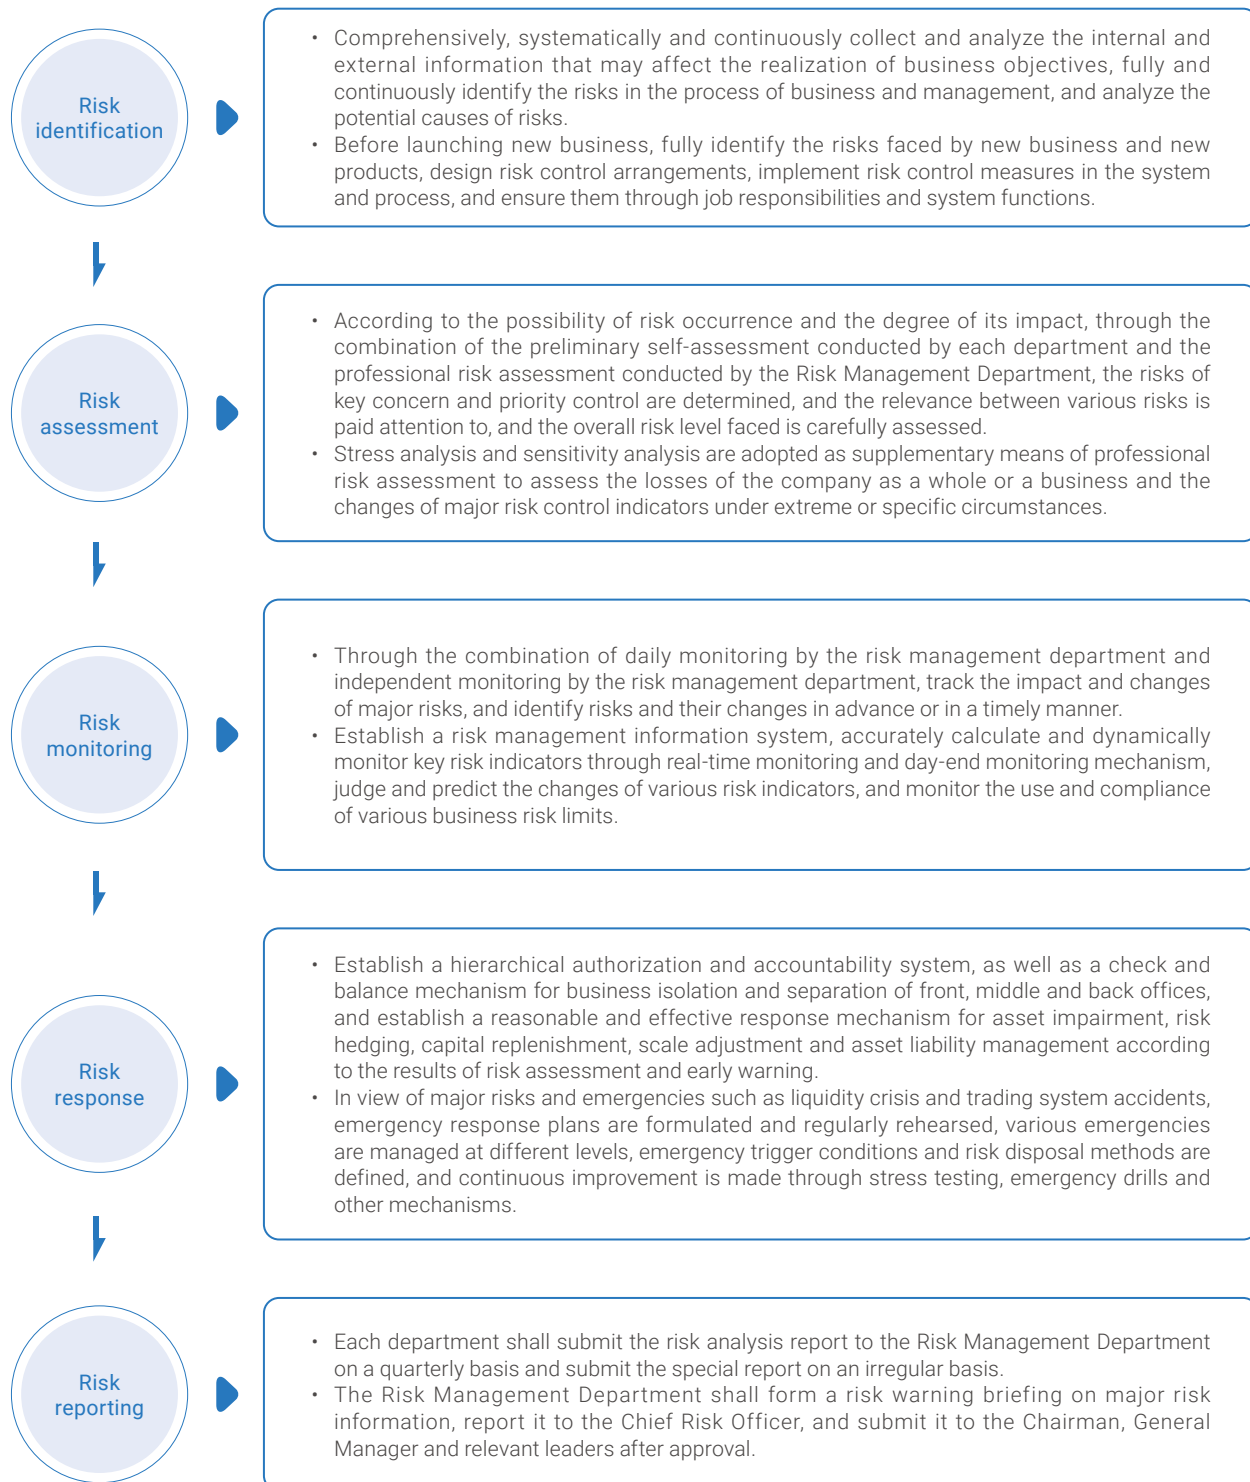 Risk
identification
• Comprehensively, systematically and continuously collect and analyze the internal and
external information that may affect the realization of business objectives, fully and
continuously identify the risks in the process of business and management, and analyze the
potential causes of risks.
• Before launching new business, fully identify the risks faced by new business and new
products, design risk control arrangements, implement risk control measures in the system
and process, and ensure them through job responsibilities and system functions.
Risk
assessment
• According to the possibility of risk occurrence and the degree of its impact, through the
combination of the preliminary self-assessment conducted by each department and the
professional risk assessment conducted by the Risk Management Department, the risks of
key concern and priority control are determined, and the relevance between various risks is
paid attention to, and the overall risk level faced is carefully assessed.
• Stress analysis and sensitivity analysis are adopted as supplementary means of professional
risk assessment to assess the losses of the company as a whole or a business and the
changes of major risk control indicators under extreme or specific circumstances.
Risk
monitoring
• Through the combination of daily monitoring by the risk management department and
independent monitoring by the risk management department, track the impact and changes
of major risks, and identify risks and their changes in advance or in a timely manner.
• Establish a risk management information system, accurately calculate and dynamically
monitor key risk indicators through real-time monitoring and day-end monitoring mechanism,
judge and predict the changes of various risk indicators, and monitor the use and compliance
of various business risk limits.
Risk
response
• Establish a hierarchical authorization and accountability system, as well as a check and
balance mechanism for business isolation and separation of front, middle and back offices,
and establish a reasonable and effective response mechanism for asset impairment, risk
hedging, capital replenishment, scale adjustment and asset liability management according
to the results of risk assessment and early warning.
• In view of major risks and emergencies such as liquidity crisis and trading system accidents,
emergency response plans are formulated and regularly rehearsed, various emergencies
are managed at different levels, emergency trigger conditions and risk disposal methods are
defined, and continuous improvement is made through stress testing, emergency drills and
other mechanisms.
Risk
reporting
• Each department shall submit the risk analysis report to the Risk Management Department
on a quarterly basis and submit the special report on an irregular basis.
• The Risk Management Department shall form a risk warning briefing on major risk
information, report it to the Chief Risk Officer, and submit it to the Chairman, General
Manager and relevant leaders after approval.